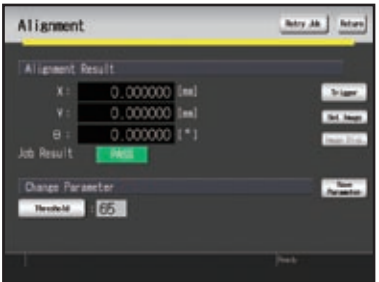 Alignment
Retry Job Return
Alignment Result
X: 0.000000 [mm]
Y: 0.000000 [mm]
θ: 0.000000 [°]
Trigger
Get Image
Job Result PASS
Change Parameter
Save Parameter
Threshold : 65
Ready